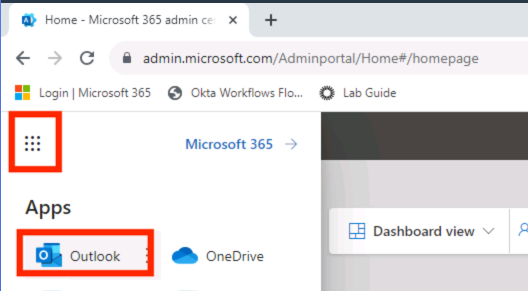 Home - Microsoft 365 admin ce
admin.microsoft.com/Adminportal/Home#/homepage
Login | Microsoft 365 Okta Workflows Flo... Lab Guide
Microsoft 365
Apps
Dashboard view
Outlook OneDrive